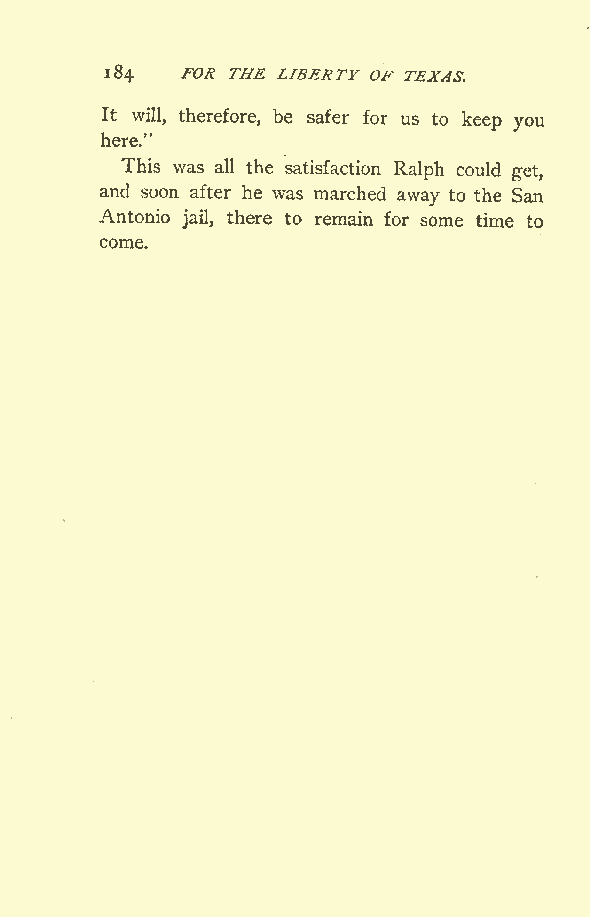 184 FOR THE LIBERTY OF TEXAS.
It will, therefore, be safer for us to keep you
here."
This was all the satisfaction Ralph could get,
and soon after he was marched away to the San
Antonio jail, there to remain for some time to
come.